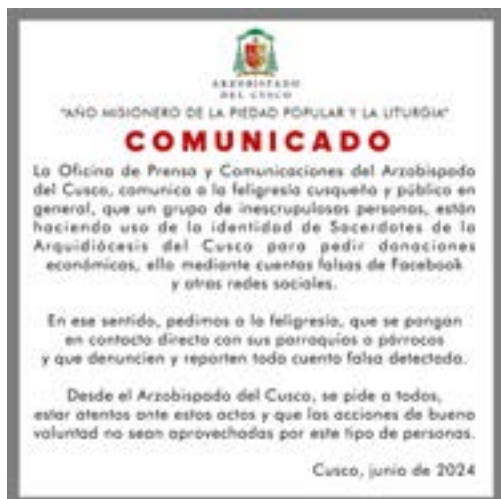 ARZOBISPADO
DEL CUSCO
"AÑO MISIONERO DE LA PIEDAD POPULAR Y LA LITURGIA"
COMUNICADO
La Oficina de Prensa y Comunicaciones del Arzobispado
del Cusco, comunica a la feligresía cusqueña y público en
general, que un grupo de inescrupulosas personas, están
haciendo uso de la identidad de Sacerdotes de la
Arquidiócesis del Cusco para pedir donaciones
económicas, ello mediante cuentas falsas de Facebook
y otras redes sociales.
En ese sentido, pedimos a la feligresía, que se pongan
en contacto directo con sus parroquias o párrocos
y que denuncien y reporten toda cuenta falsa detectada.
Desde el Arzobispado del Cusco, se pide a todos,
estar atentos ante estos actos y que las acciones de buena
voluntad no sean aprovechadas por este tipo de personas.
Cusco, junio de 2024